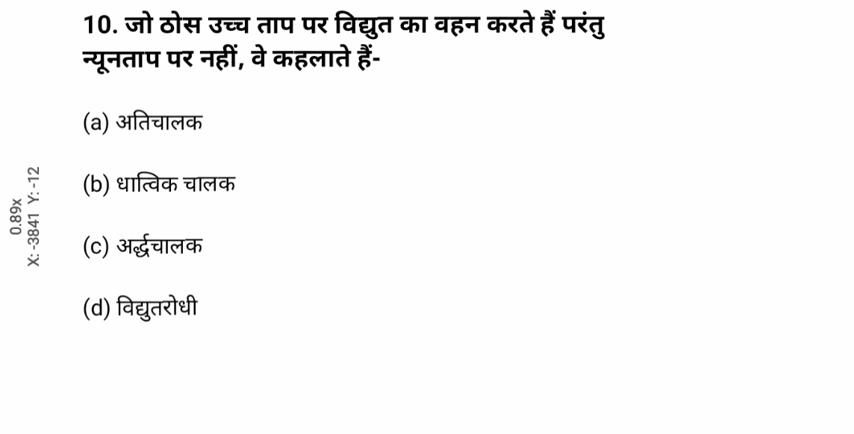 10. जो ठोस उच्च ताप पर विद्युत का वहन करते हैं परंतु
न्यूनताप पर नहीं, वे कहलाते हैं-
(a) अतिचालक
(b) धात्विक चालक
(c) अर्द्धचालक
(d) विद्युतरोधी
0.89x
X: -3841 Y: -12